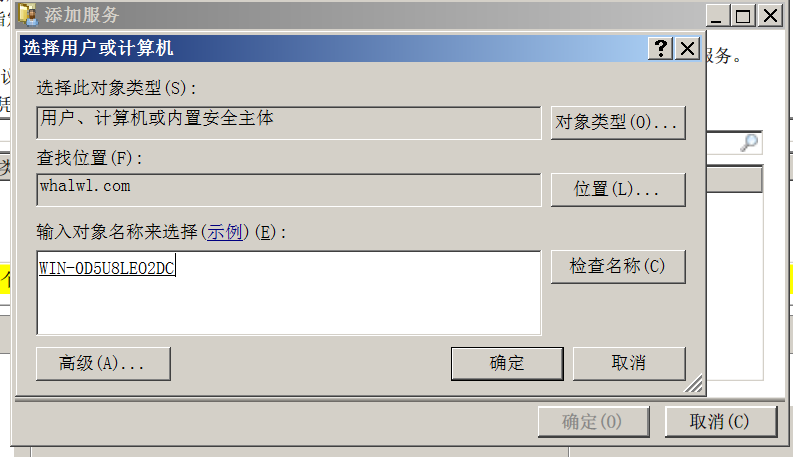 添加服务
指
选择用户或计算机
服务。
选择此对象类型(S):
用户、计算机或内置安全主体
对象类型(O)...
查找位置(F):
whalwl.com
位置(L)...
输入对象名称来选择(示例)(E):
WIN-0D5U8LEO2DC
检查名称(C)
高级(A)...
确定
取消
确定(O)
取消(C)